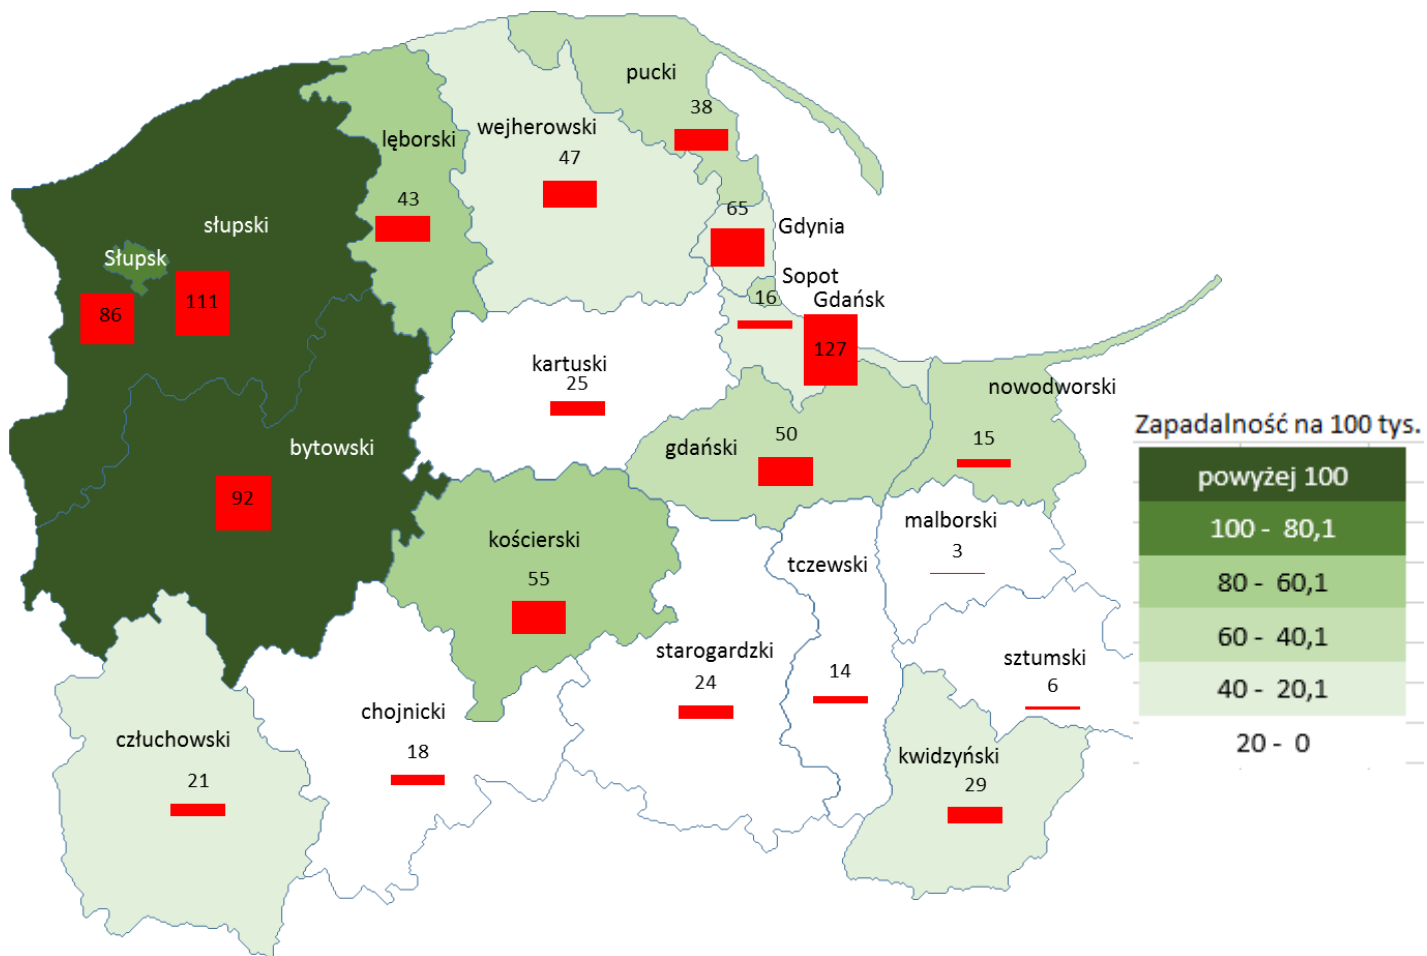 pucki
38
lęborski
43
wejherowski
47
65
Gdynia
Sopot
16
Gdańsk
127
słupski
Słupsk
86
111
kartuski
25
nowodworski
15
bytowski
92
gdański
50
malborski
3
kościerski
55
tczewski
14
starogardzki
24
sztumski
6
chojnicki
18
człuchowski
21
kwidzyński
29
Zapadalność na 100 tys.
powyżej 100
100 - 80,1
80 - 60,1
60 - 40,1
40 - 20,1
20 - 0